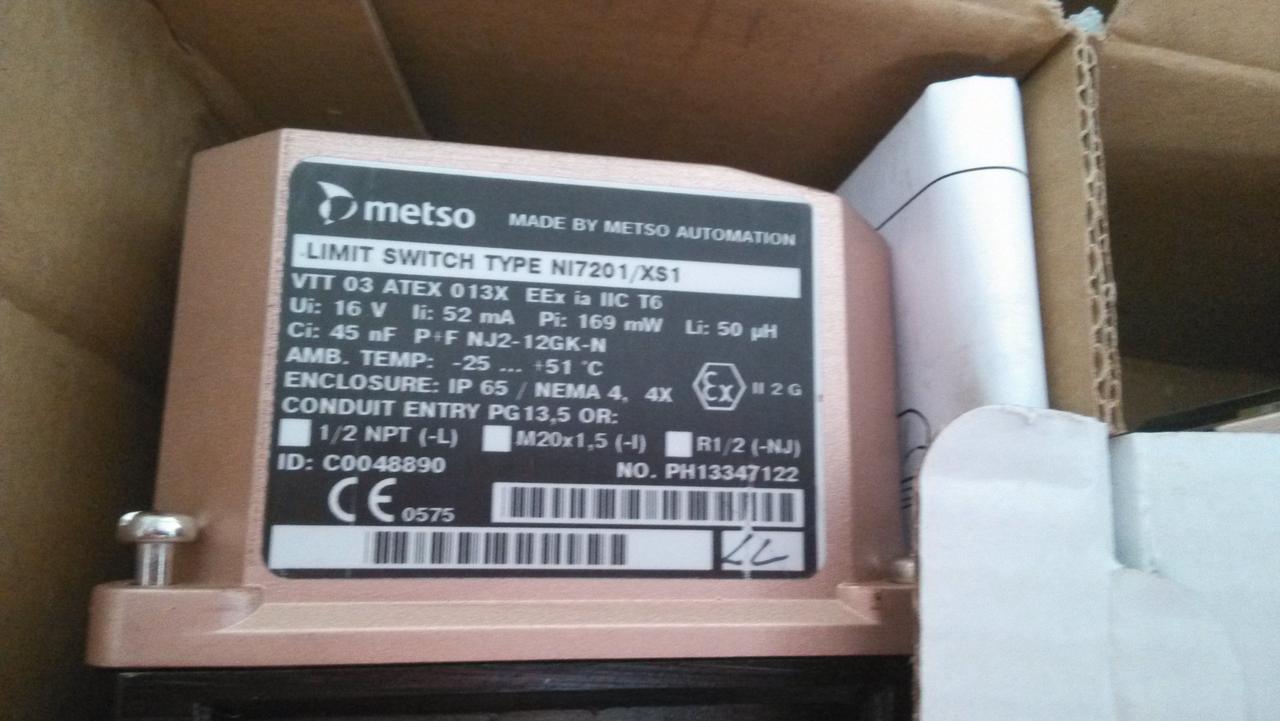 metso MADE BY METSO AUTOMATION
LIMIT SWITCH TYPE NI7201/XS1
VTT 03 ATEX 013X EEx ia IIC T6
Ui: 16 V Ii: 52 mA Pi: 169 mW Li: 50 µH
Ci: 45 nF P+F NJ2-12GK-N
AMB. TEMP: -25 ... +51 °C
ENCLOSURE: IP 65 / NEMA 4, 4X Ex II 2 G
CONDUIT ENTRY PG13,5 OR:
1/2 NPT (-L) M20x1,5 (-I) R1/2 (-NJ)
ID: C0048890 NO. PH13347122
CE 0575